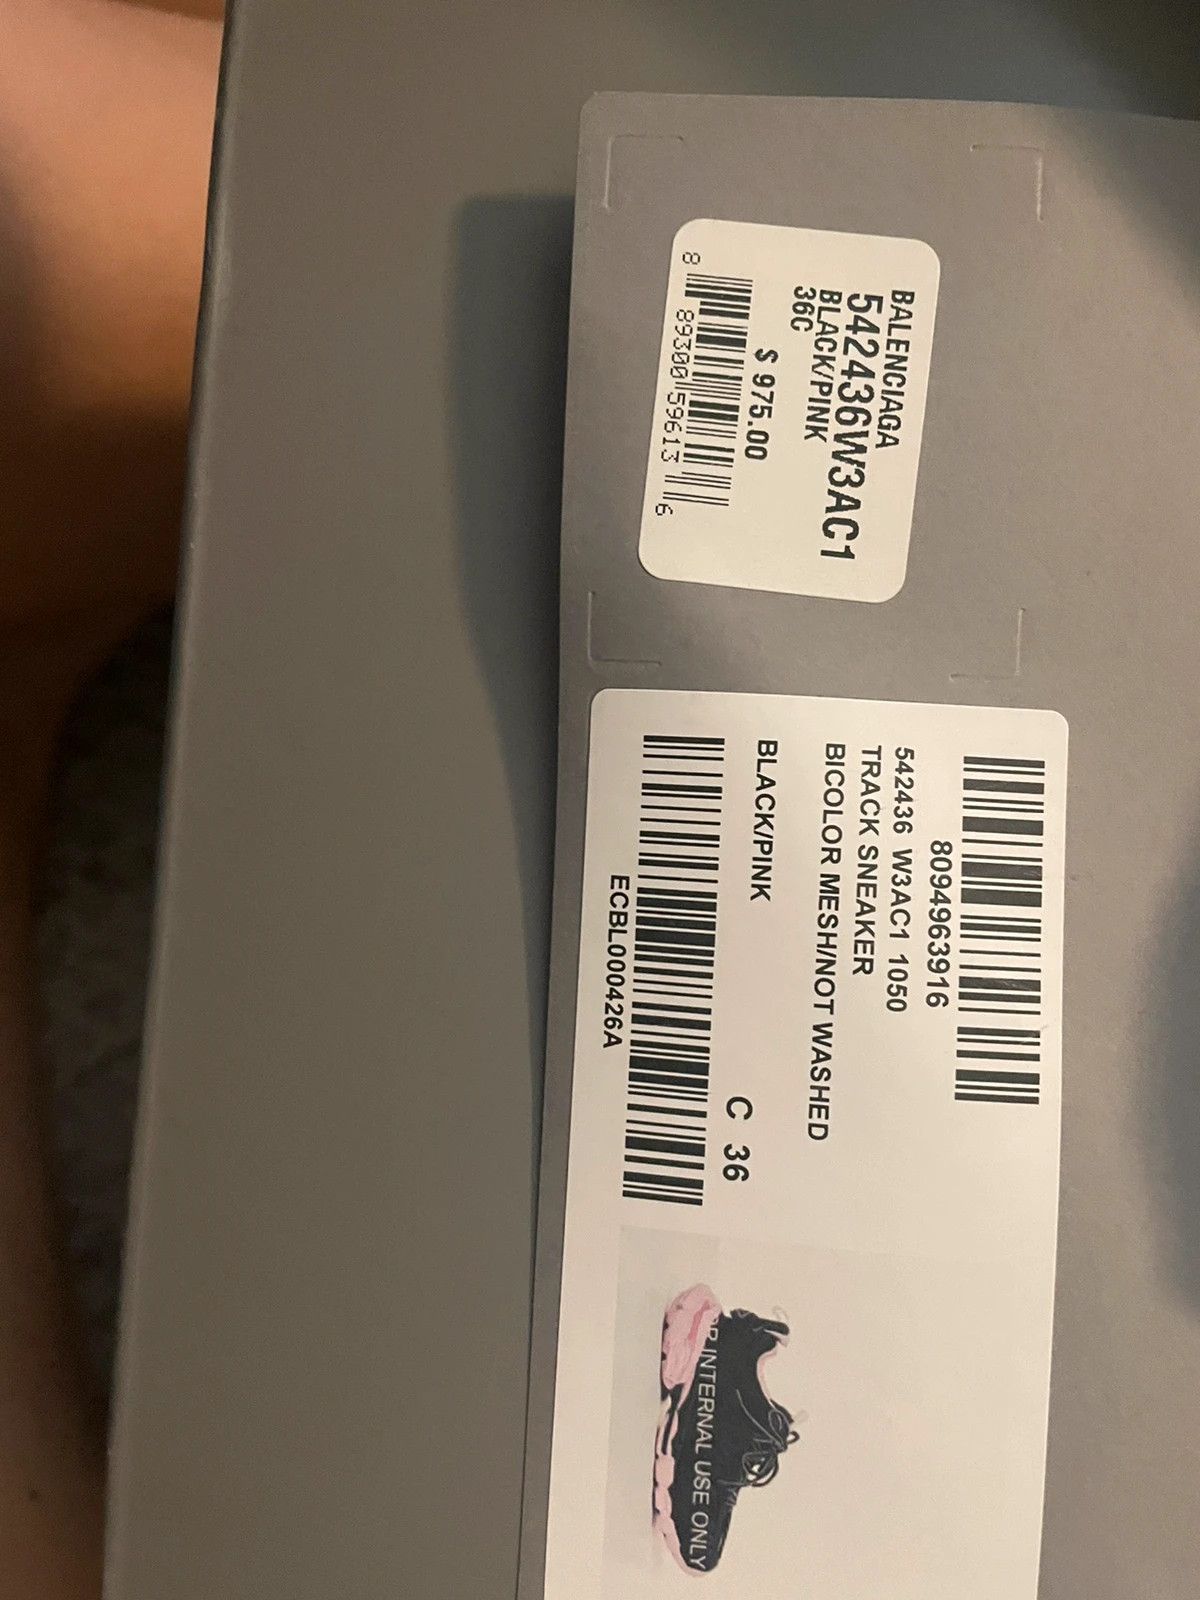 BALENCIAGA
542436W3AC1
BLACK/PINK
36C
$ 975.00
8 89300 59613 6
8094963916
542436 W3AC1 1050
TRACK SNEAKER
BICOLOR MESH/NOT WASHED
BLACK/PINK
C 36
ECBL000426A
INTERNAL USE ONLY